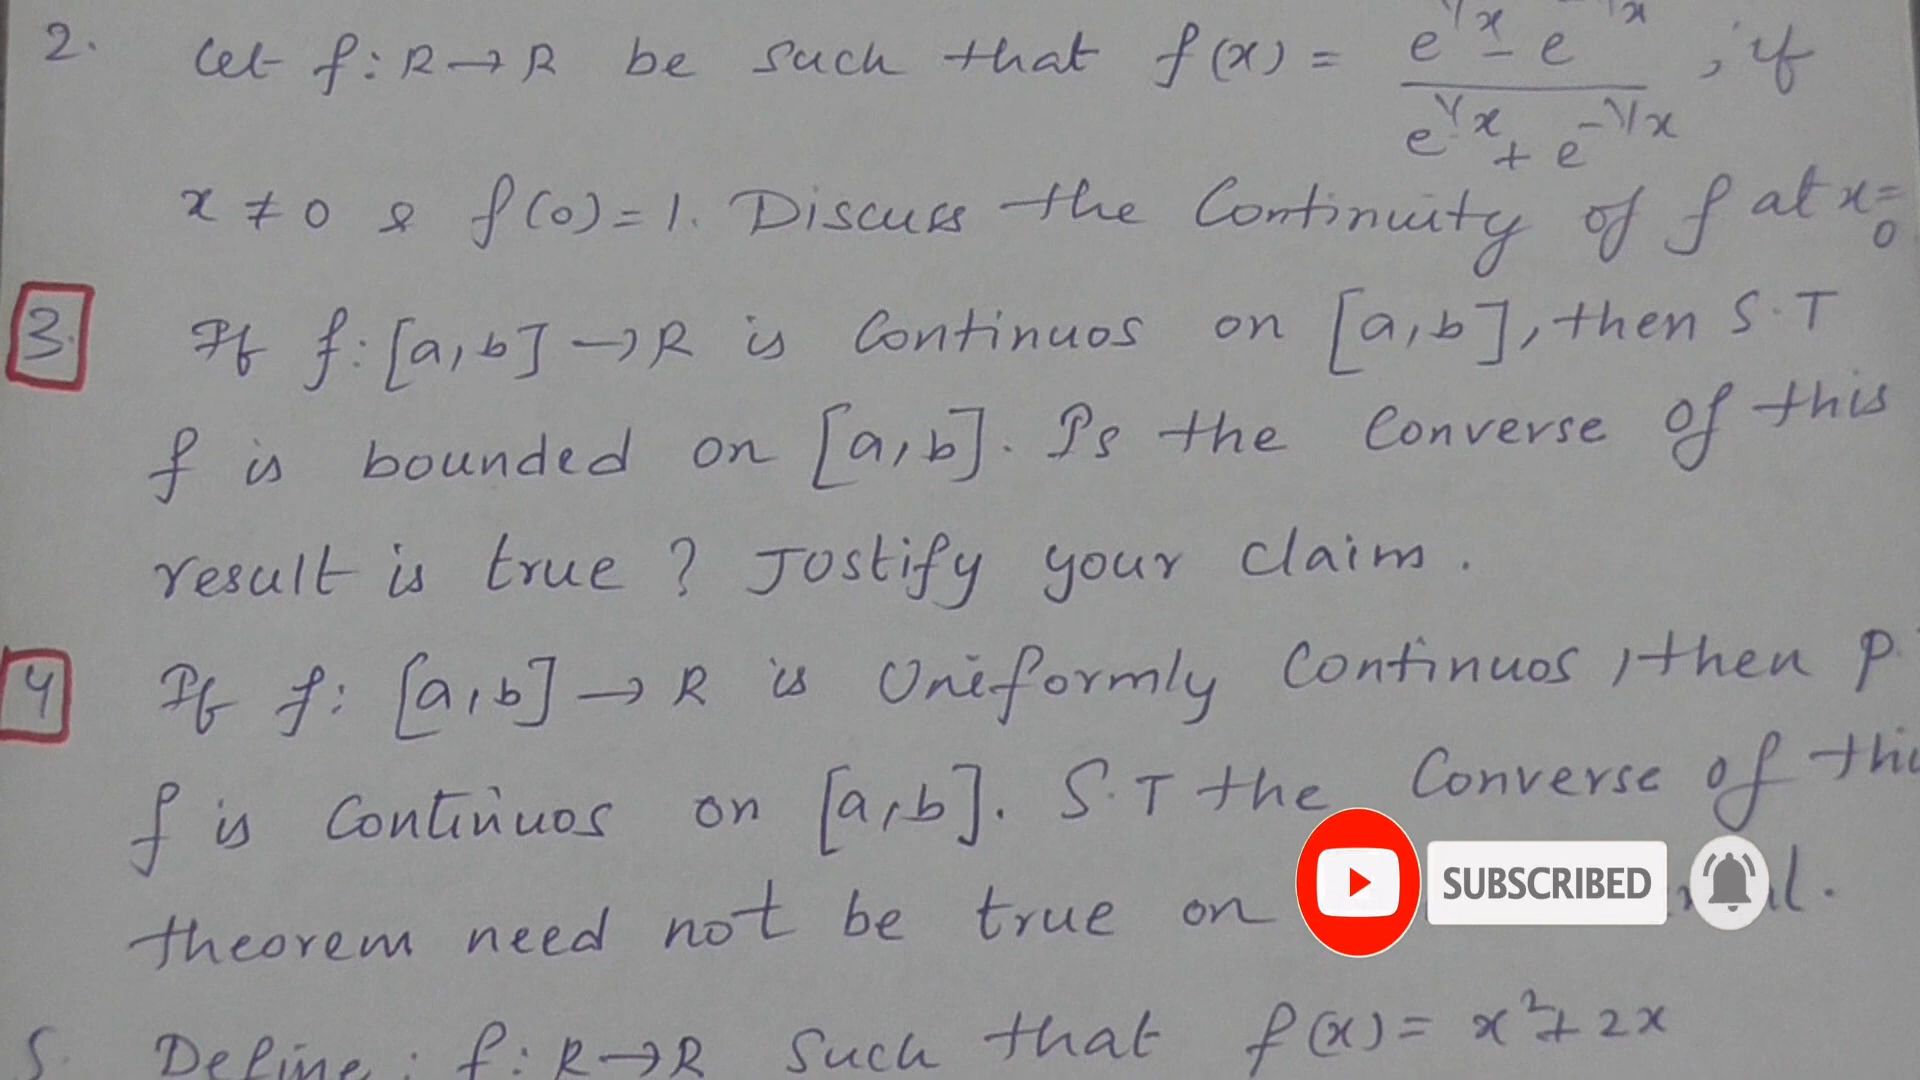 2. Let f: R→R be such that f(x) = e^1/x - e^-1/x / e^1/x + e^-1/x , if
x ≠ 0 & f(0) = 1. Discuss the Continuity of f at x=0
3. If f: [a,b] → R is Continuos on [a,b], then S.T
f is bounded on [a,b]. Is the Converse of this
result is true ? Justify your claim.
4 If f: [a,b] → R is Uniformly Continuos, then P.
f is Continuos on [a,b]. S.T the Converse of thi
theorem need not be true on
SUBSCRIBED
5. Define: f: R→R Such that f(x) = x²+2x